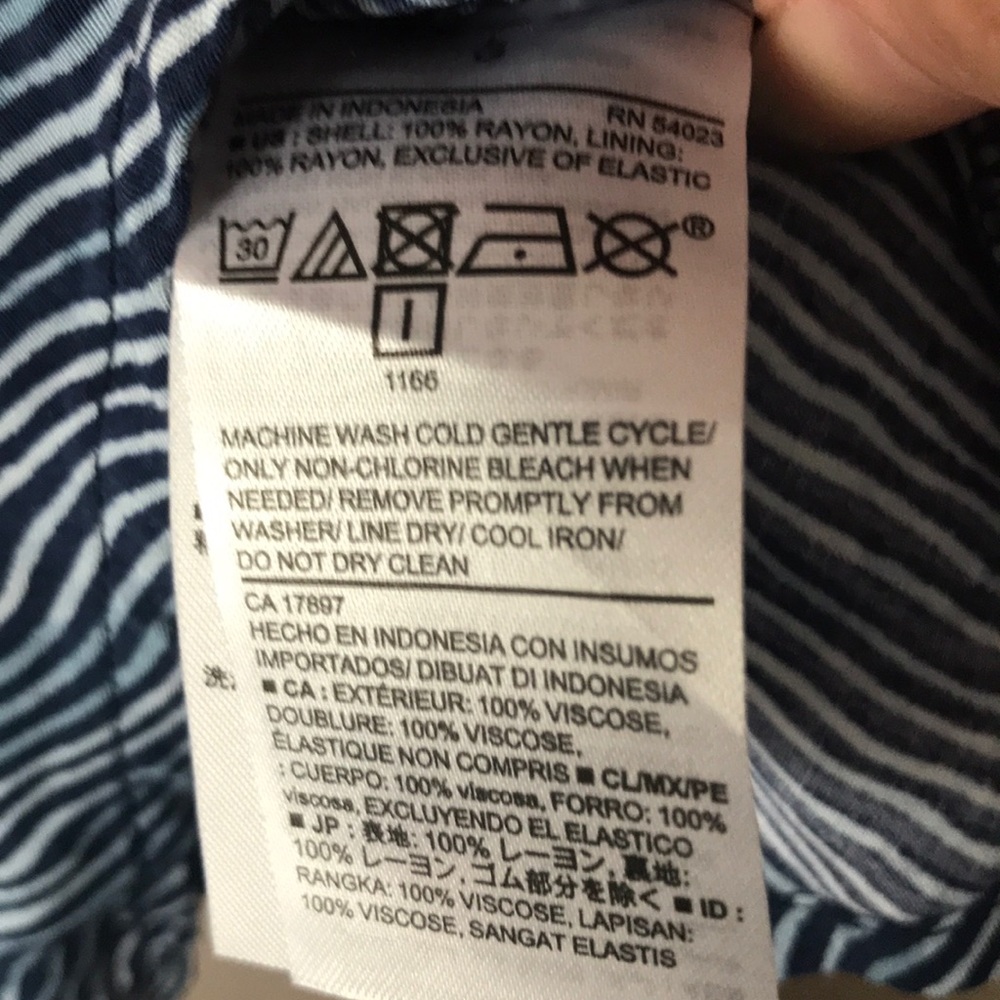 MADE IN INDONESIA RN 54023
■ US : SHELL: 100% RAYON, LINING:
100% RAYON, EXCLUSIVE OF ELASTIC
30 ®
1166
MACHINE WASH COLD GENTLE CYCLE/
ONLY NON-CHLORINE BLEACH WHEN
NEEDED/ REMOVE PROMPTLY FROM
WASHER/ LINE DRY/ COOL IRON/
DO NOT DRY CLEAN
CA 17897
HECHO EN INDONESIA CON INSUMOS
IMPORTADOS/ DIBUAT DI INDONESIA
■ CA : EXTÉRIEUR: 100% VISCOSE,
DOUBLURE: 100% VISCOSE,
ÉLASTIQUE NON COMPRIS ■ CL/MX/PE
: CUERPO: 100% viscosa, FORRO: 100%
viscosa, EXCLUYENDO EL ELASTICO
■ JP : 表地: 100% レーヨン, 裏地:
100% レーヨン, ゴム部分を除く ■ ID :
RANGKA: 100% VISCOSE, LAPISAN:
100% VISCOSE, SANGAT ELASTIS
洗: